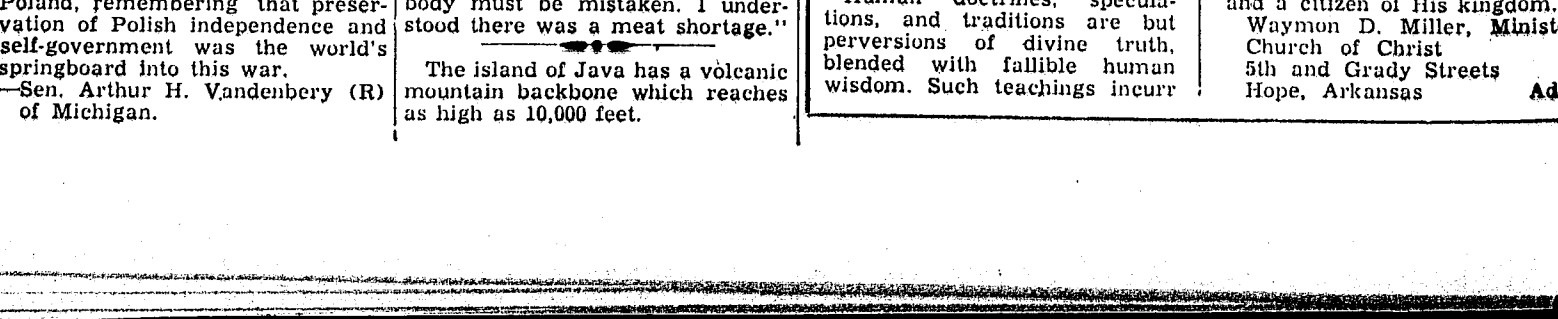 Poland, remembering that preser-
vation of Polish independence and
self-government was the world's
springboard into this war.
—Sen. Arthur H. Vandenbery (R)
of Michigan.
body must be mistaken. I under-
stood there was a meat shortage."
The island of Java has a volcanic
mountain backbone which reaches
as high as 10,000 feet.
Human doctrines, specula-
tions, and traditions are but
perversions of divine truth,
blended with fallible human
wisdom. Such teachings incurr
and a citizen of His kingdom.
Waymon D. Miller, Minist
Church of Christ
5th and Grady Streets
Hope, Arkansas Ad